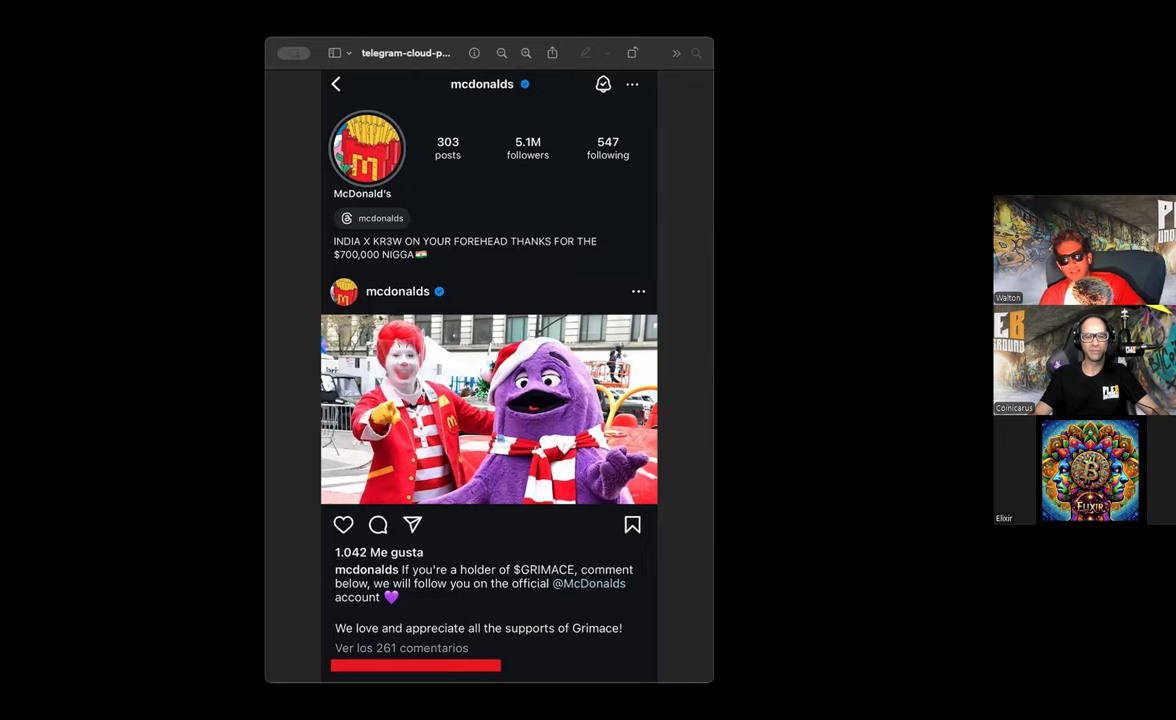 telegram-cloud-p...
mcdonalds
303
posts
5.1M
followers
547
following
McDonald's
mcdonalds
INDIA X KR3W ON YOUR FOREHEAD THANKS FOR THE
$700,000 NIGGA🇮🇳
mcdonalds
1.042 Me gusta
mcdonalds If you're a holder of $GRIMACE, comment
below, we will follow you on the official @McDonalds
account 💜
We love and appreciate all the supports of Grimace!
Ver los 261 comentarios
Walton
Coinicarus
Elixir
ELIXIR